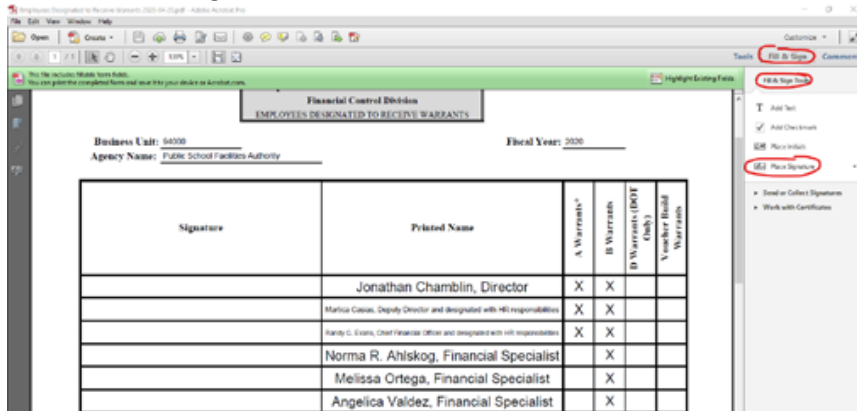 Employees Designated to Receive Warrants 2020-04-23.pdf - Adobe Acrobat Pro
File Edit View Window Help
Open Create Customize
1 / 1 100% Tools Fill & Sign Comment
This file includes fillable form fields.
You can print the completed form and save it to your device or Acrobat.com.
Highlight Existing Fields
Fill & Sign Tools
T Add Text
Add Checkmark
Place Initials
Place Signature
Send or Collect Signatures
Work with Certificates
Financial Control Division
EMPLOYEES DESIGNATED TO RECEIVE WARRANTS
Business Unit: 94000 Fiscal Year: 2020
Agency Name: Public School Facilities Authority
Signature Printed Name A Warrants* B Warrants D Warrants (DOT Only) Voucher Build Warrants
Jonathan Chamblin, Director X X
Martica Casias, Deputy Director and designated with HR responsibilities X X
Randy C. Evans, Chief Financial Officer and designated with HR responsibilities X X
Norma R. Ahlskog, Financial Specialist X
Melissa Ortega, Financial Specialist X
Angelica Valdez, Financial Specialist X